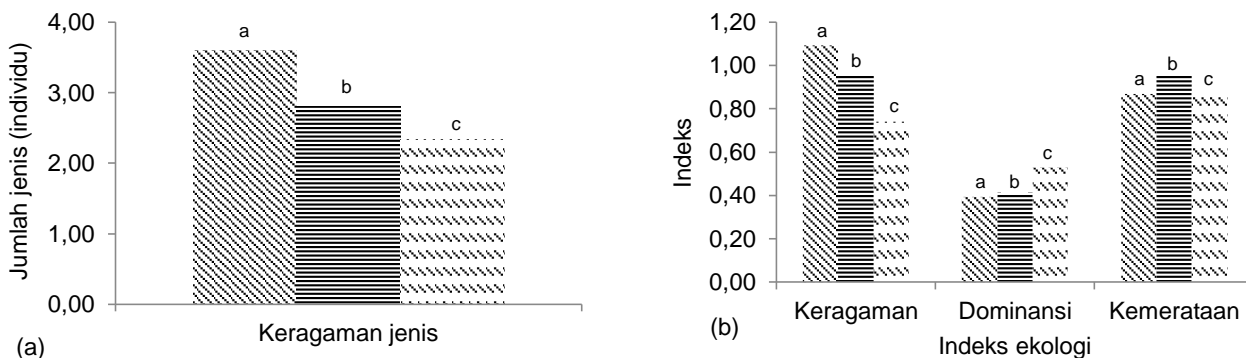 4,00
3,00
2,00
1,00
0,00
Jumlah jenis (individu)
a
b
c
Keragaman jenis
(a)
1,20
1,00
0,80
0,60
0,40
0,20
0,00
Indeks
a
b
c
a
b
c
a
b
c
Keragaman Dominansi Kemerataan
Indeks ekologi
(b)